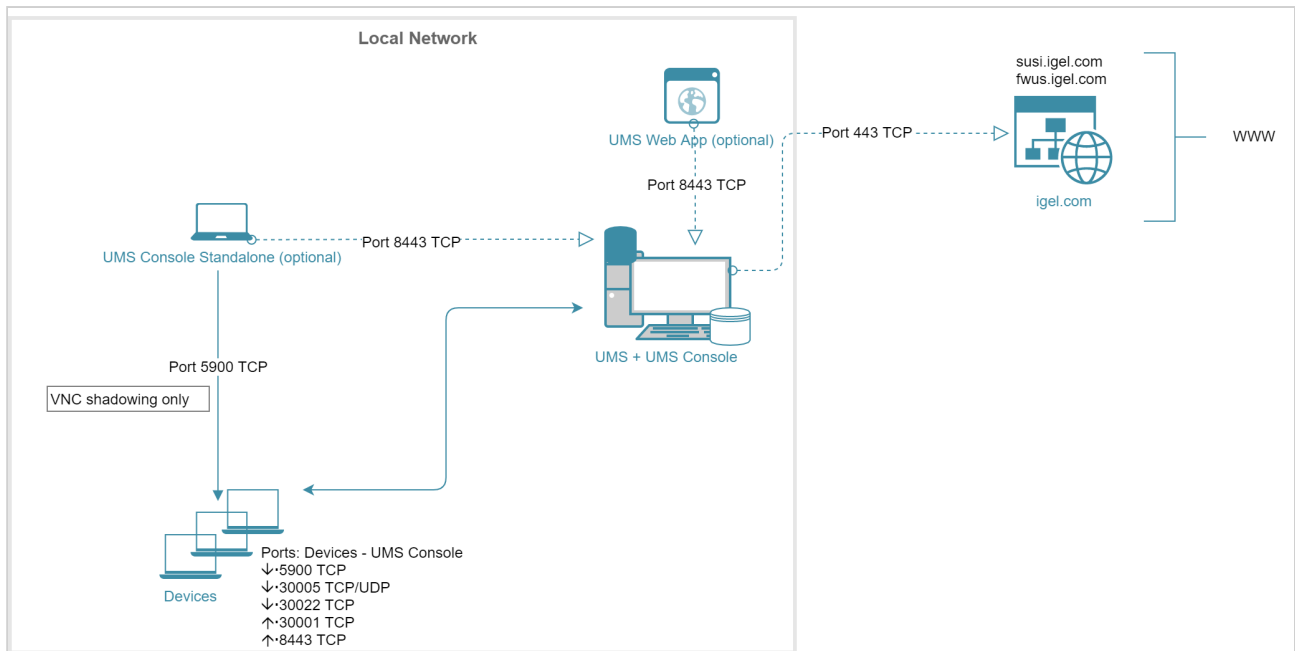 Local Network
susi.igel.com
fwus.igel.com
UMS Web App (optional)
Port 443 TCP
WWW
Port 8443 TCP
igel.com
Port 8443 TCP
UMS Console Standalone (optional)
UMS + UMS Console
Port 5900 TCP
VNC shadowing only
Ports: Devices - UMS Console
↓·5900 TCP
↓·30005 TCP/UDP
↓·30022 TCP
↑·30001 TCP
↑·8443 TCP
Devices